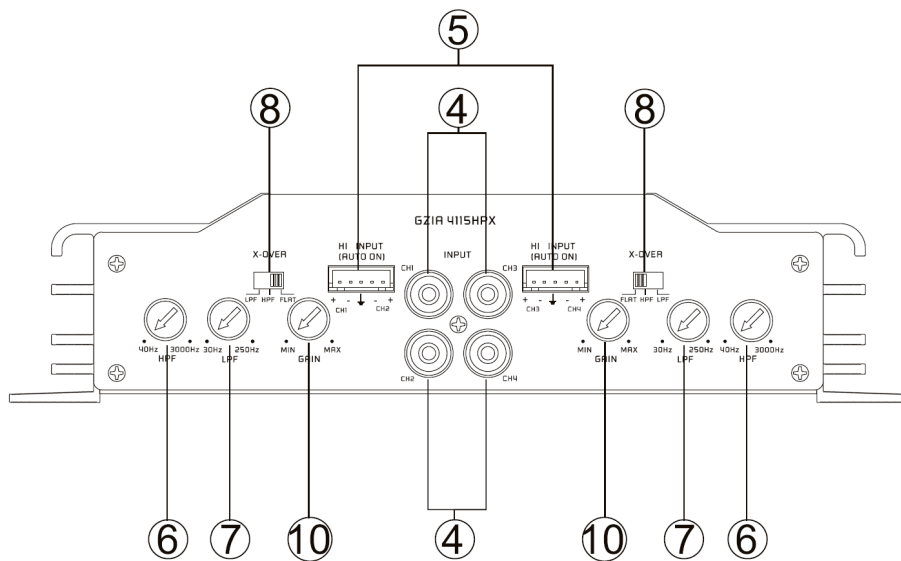 5
8 4 8
GZIA 4115HPX
X-OVER
HI INPUT
(AUTO ON)
CH1
INPUT
CH3
HI INPUT
(AUTO ON)
X-OVER
LPF HPF FLAT
+ - - +
CH1 CH2
+ - - +
CH3 CH4
FLAT HPF LPF
40Hz 3000Hz
HPF
30Hz 250Hz
LPF
MIN MAX
GAIN
CH2
CH4
MIN MAX
GAIN
30Hz 250Hz
LPF
40Hz 3000Hz
HPF
6 7 10 4 10 7 6